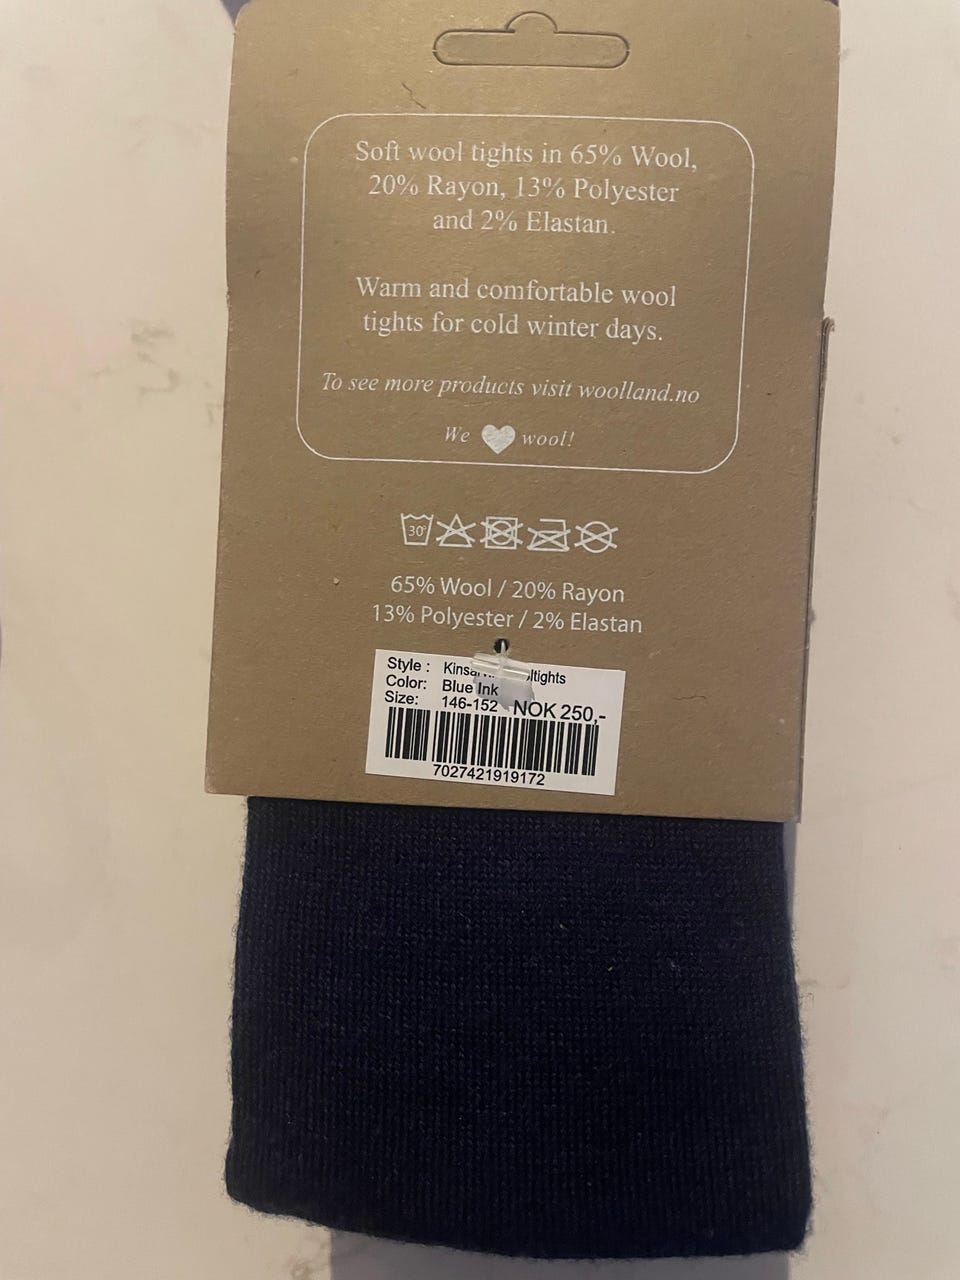 Soft wool tights in 65% Wool,
20% Rayon, 13% Polyester
and 2% Elastan.
Warm and comfortable wool
tights for cold winter days.
To see more products visit woolland.no
We wool!
30°
65% Wool / 20% Rayon
13% Polyester / 2% Elastan
Style :
Color: Blue Ink
Size: 146-152 NOK 250,-
7027421919172